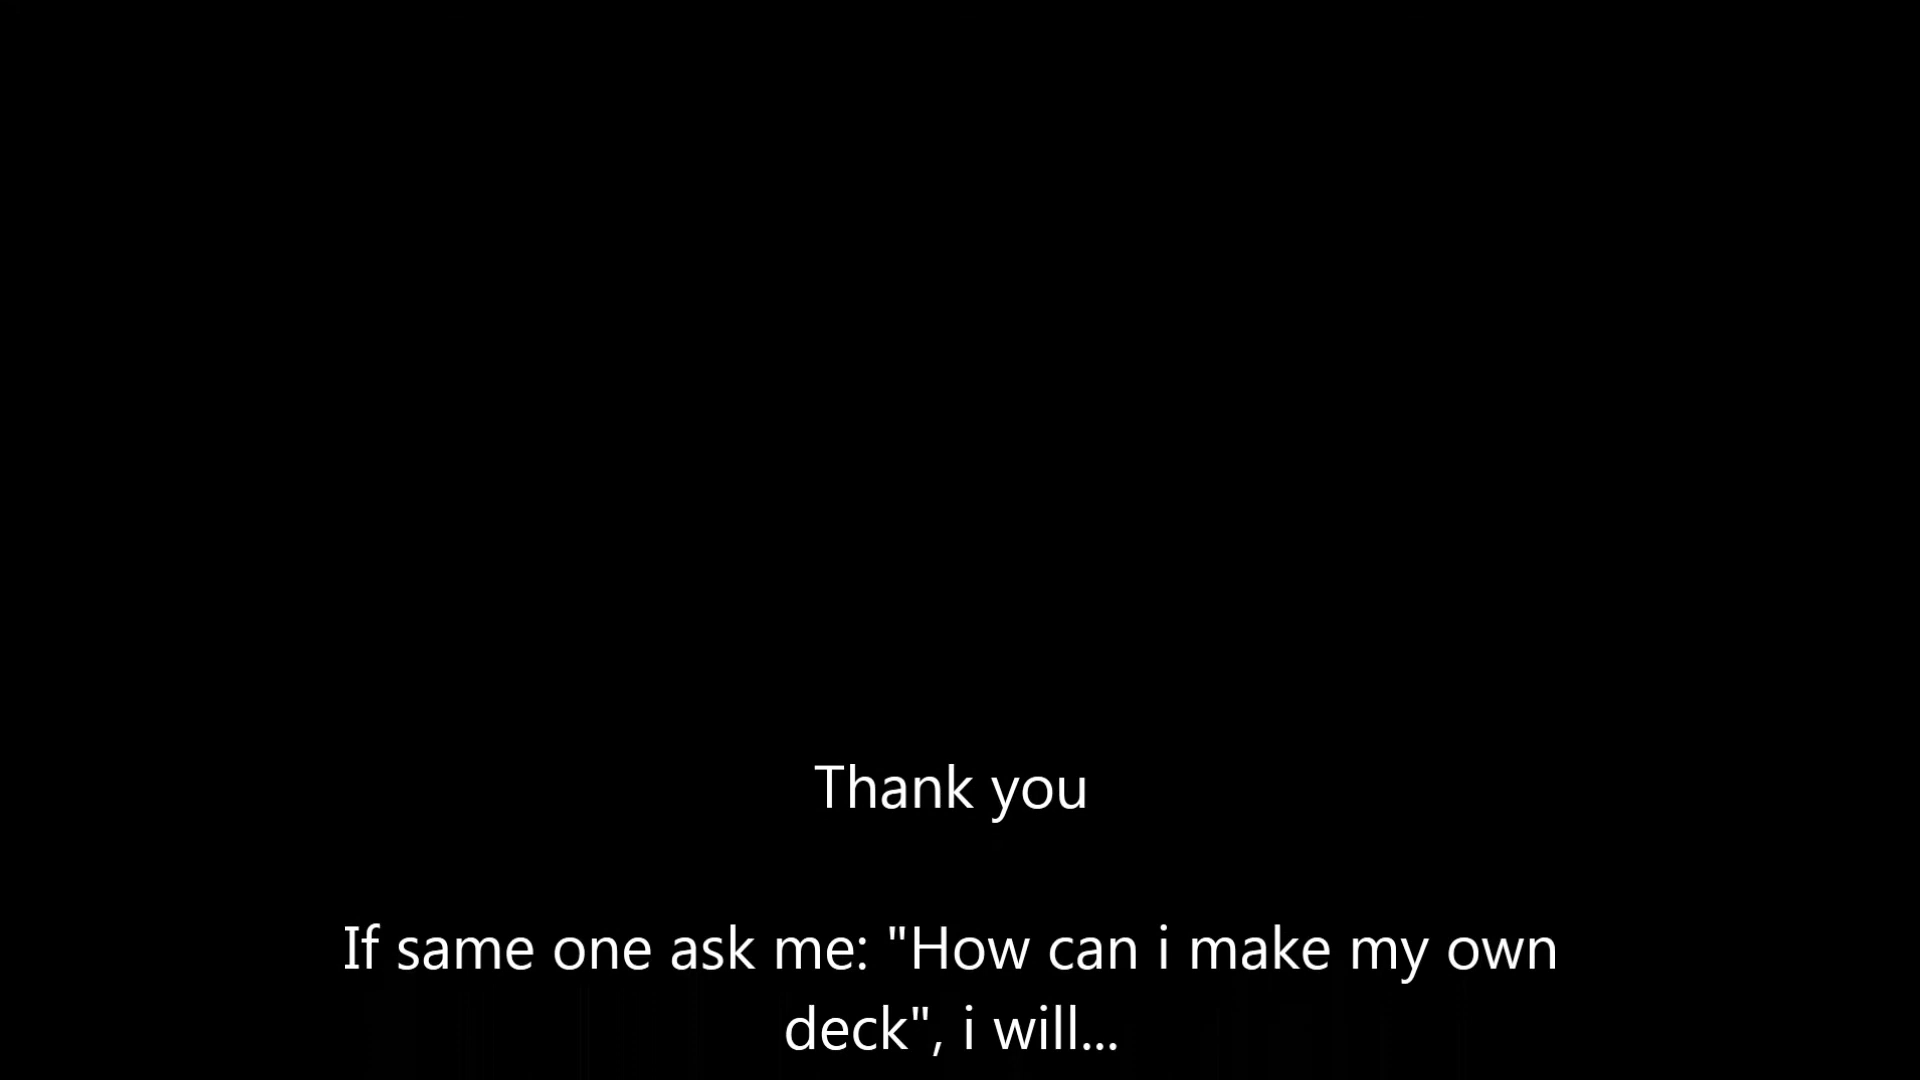 Thank you
If same one ask me: "How can i make my own
deck", i will...